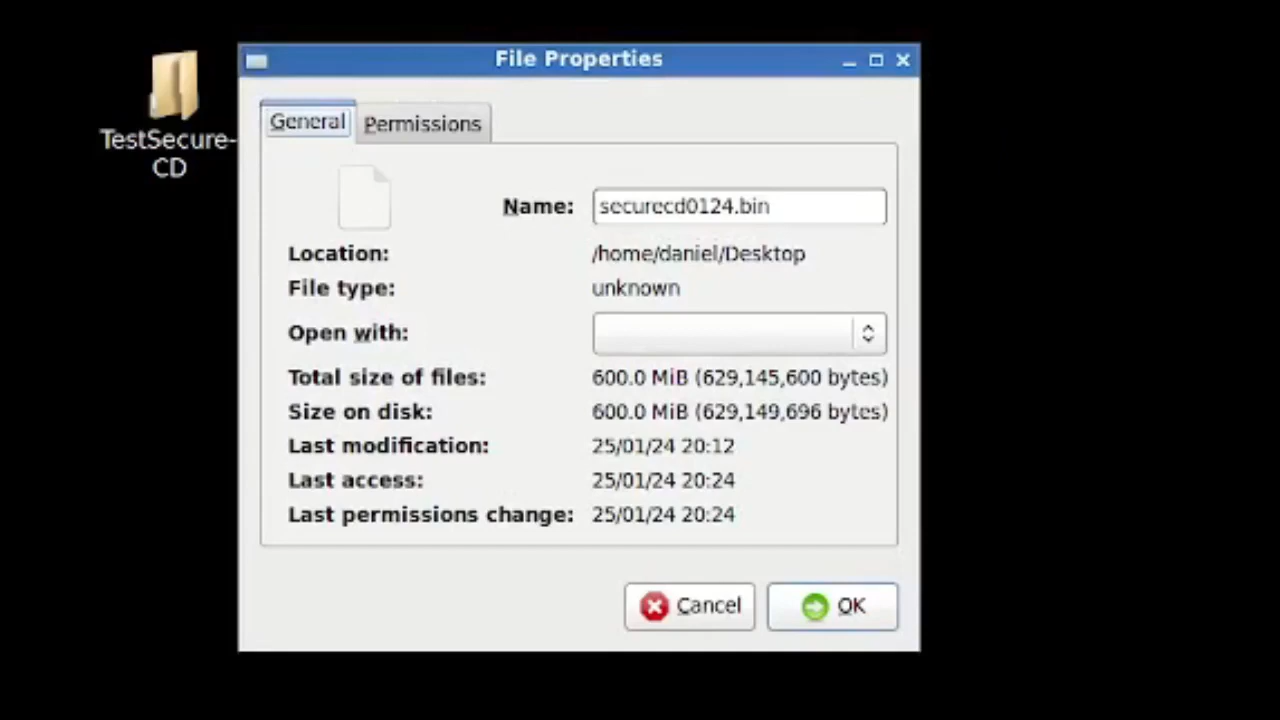 File Properties
TestSecure-
CD
General
Permissions
Name: securecd0124.bin
Location: /home/daniel/Desktop
File type: unknown
Open with:
Total size of files: 600.0 MiB (629,145,600 bytes)
Size on disk: 600.0 MiB (629,149,696 bytes)
Last modification: 25/01/24 20:12
Last access: 25/01/24 20:24
Last permissions change: 25/01/24 20:24
Cancel
OK